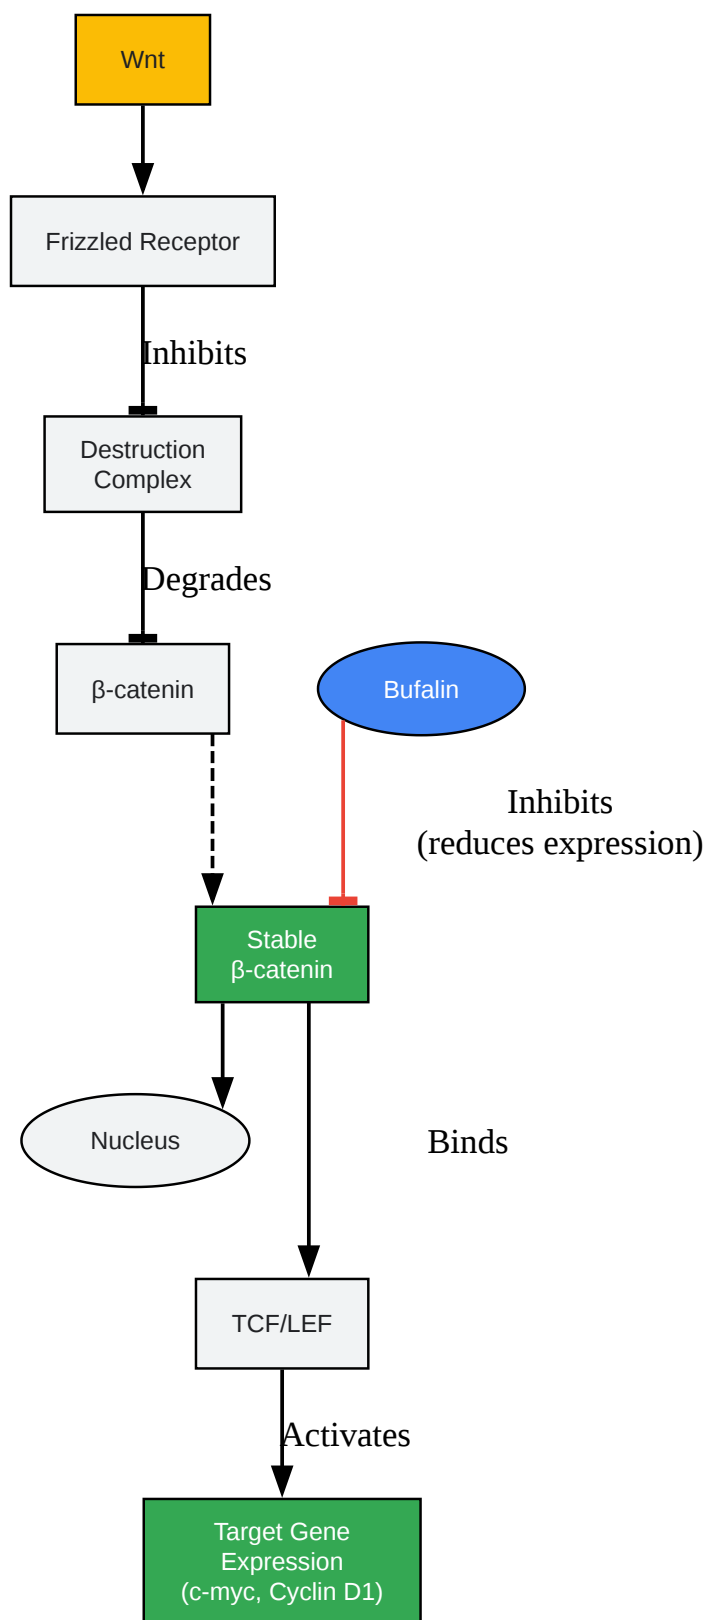 Wnt
Frizzled Receptor
Inhibits
Destruction
Complex
Degrades
β-catenin
Bufalin
Inhibits
(reduces expression)
Stable
β-catenin
Nucleus
Binds
TCF/LEF
Activates
Target Gene
Expression
(c-myc, Cyclin D1)